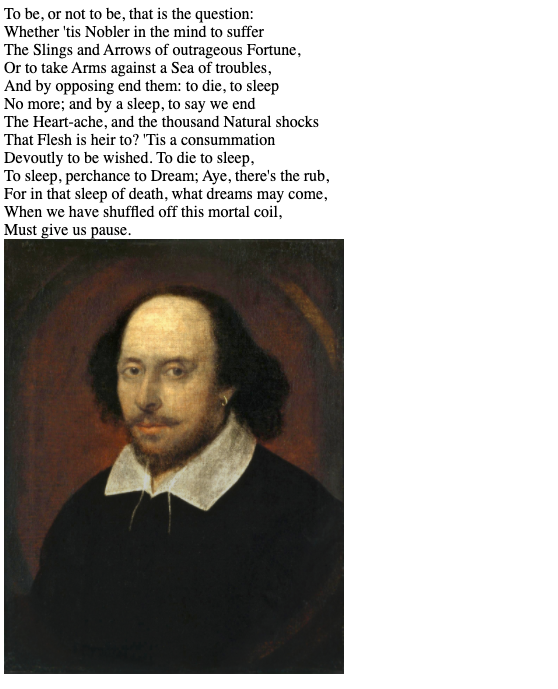 To be, or not to be, that is the question:
Whether 'tis Nobler in the mind to suffer
The Slings and Arrows of outrageous Fortune,
Or to take Arms against a Sea of troubles,
And by opposing end them: to die, to sleep
No more; and by a sleep, to say we end
The Heart-ache, and the thousand Natural shocks
That Flesh is heir to? 'Tis a consummation
Devoutly to be wished. To die to sleep,
To sleep, perchance to Dream; Aye, there's the rub,
For in that sleep of death, what dreams may come,
When we have shuffled off this mortal coil,
Must give us pause.